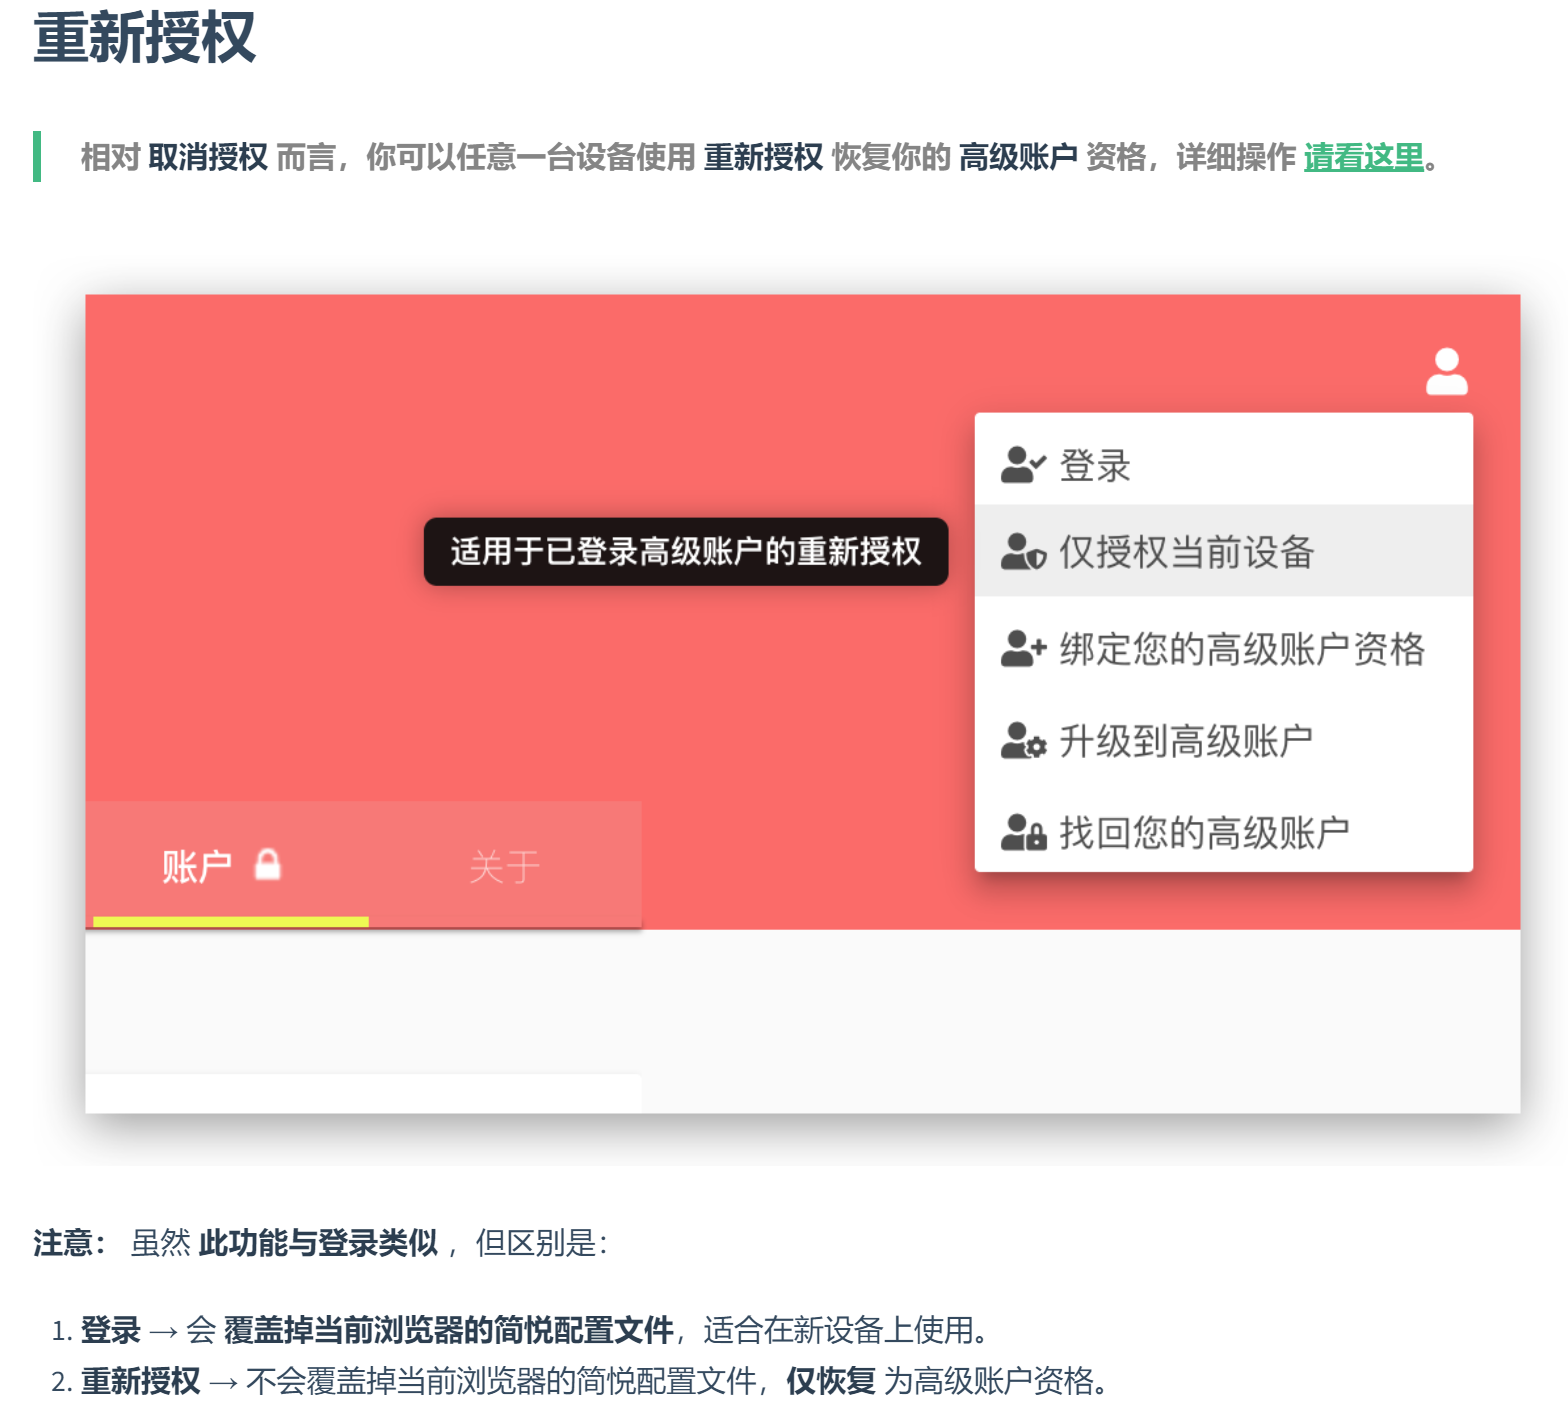 重新授权
相对 取消授权 而言，你可以任意一台设备使用 重新授权 恢复你的 高级账户 资格，详细操作 请看这里。
登录
适用于已登录高级账户的重新授权
仅授权当前设备
绑定您的高级账户资格
升级到高级账户
找回您的高级账户
账户
关于
注意： 虽然 此功能与登录类似 ，但区别是：
1. 登录 → 会 覆盖掉当前浏览器的简悦配置文件，适合在新设备上使用。
2. 重新授权 → 不会覆盖掉当前浏览器的简悦配置文件，仅恢复 为高级账户资格。